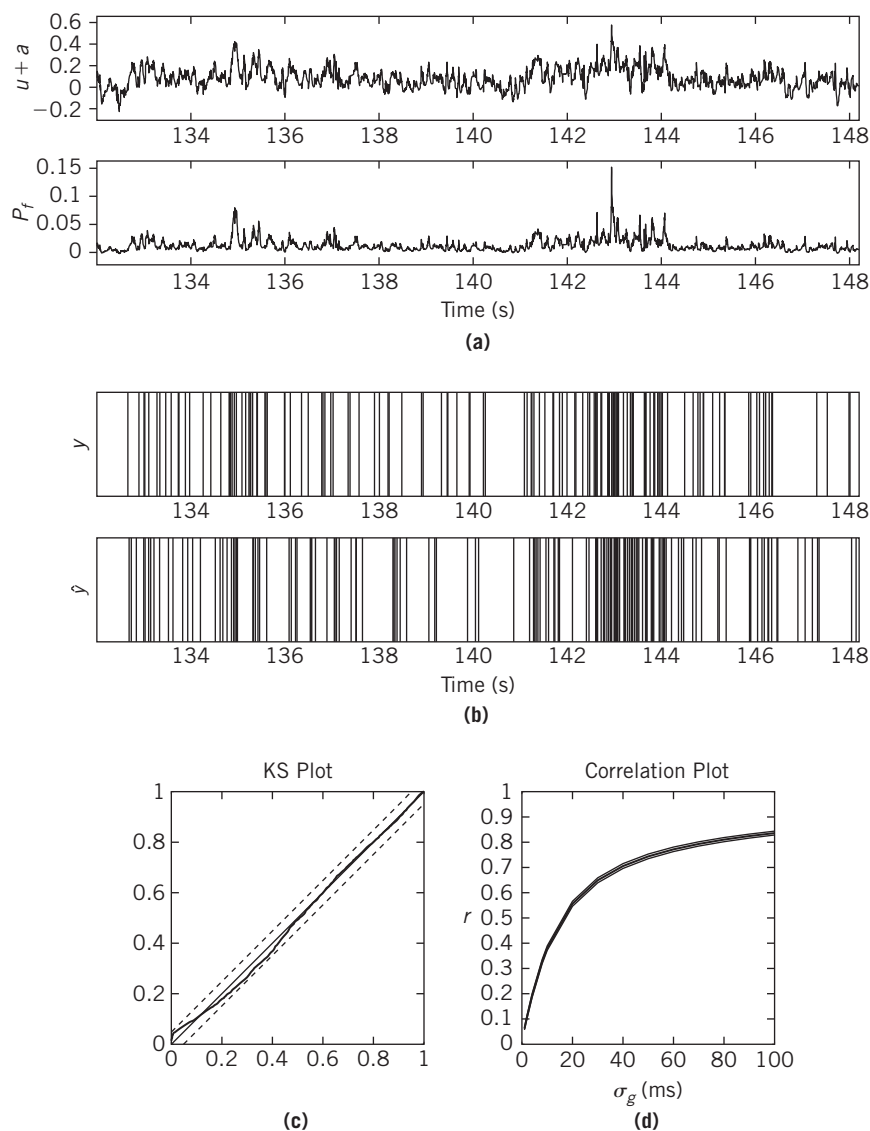 0.6
0.4
0.2
0
−0.2
u + a
134 136 138 140 142 144 146 148
0.15
0.1
0.05
0
P_f
134 136 138 140 142 144 146 148
Time (s)
(a)
y
134 136 138 140 142 144 146 148
ŷ
134 136 138 140 142 144 146 148
Time (s)
(b)
KS Plot
1
0.8
0.6
0.4
0.2
0
0 0.2 0.4 0.6 0.8 1
(c)
Correlation Plot
1
0.9
0.8
0.7
0.6
r
0.5
0.4
0.3
0.2
0.1
0 20 40 60 80 100
σ_g (ms)
(d)